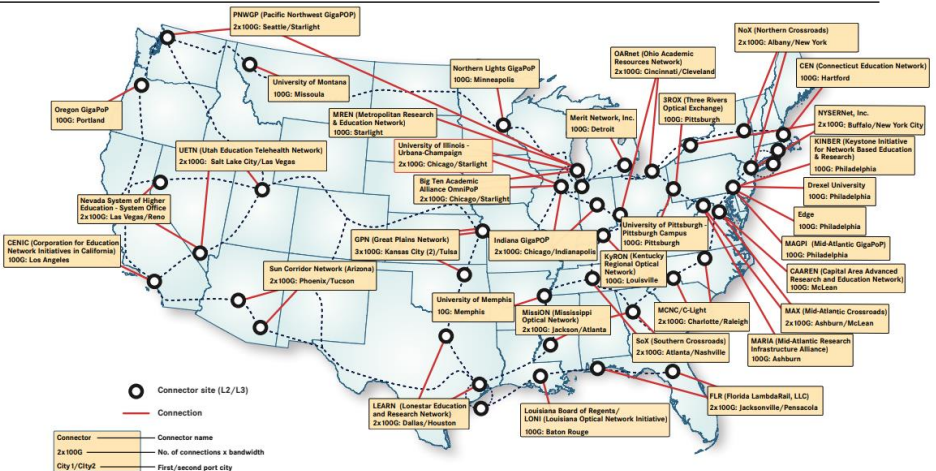 PNWGP (Pacific Northwest GigaPOP)
2x100G: Seattle/Starlight
University of Montana
100G: Missoula
Northern Lights GigaPoP
100G: Minneapolis
OARnet (Ohio Academic
Resources Network)
2x100G: Cincinnati/Cleveland
NoX (Northern Crossroads)
2x100G: Albany/New York
CEN (Connecticut Education Network)
100G: Hartford
Oregon GigaPoP
100G: Portland
MREN (Metropolitan Research
& Education Network)
100G: Starlight
Merit Network, Inc.
100G: Detroit
3ROX (Three Rivers
Optical Exchange)
100G: Pittsburgh
NYSERNet, Inc.
2x100G: Buffalo/New York City
UETN (Utah Education Telehealth Network)
2x100G: Salt Lake City/Las Vegas
University of Illinois -
Urbana-Champaign
2x100G: Chicago/Starlight
KINBER (Keystone Initiative
for Network Based Education
& Research)
100G: Philadelphia
Big Ten Academic
Alliance OmniPoP
2x100G: Chicago/Starlight
Drexel University
100G: Philadelphia
Nevada System of Higher
Education - System Office
2x100G: Las Vegas/Reno
Edge
100G: Philadelphia
CENIC (Corporation for Education
Network Initiatives in California)
100G: Los Angeles
GPN (Great Plains Network)
3x100G: Kansas City (2)/Tulsa
Indiana GigaPOP
2x100G: Chicago/Indianapolis
University of Pittsburgh -
Pittsburgh Campus
100G: Pittsburgh
MAGPI (Mid-Atlantic GigaPoP)
100G: Philadelphia
Sun Corridor Network (Arizona)
2x100G: Phoenix/Tucson
KyRON (Kentucky
Regional Optical
Network)
100G: Louisville
CAAREN (Capital Area Advanced
Research and Education Network)
100G: McLean
University of Memphis
10G: Memphis
MissiON (Mississippi
Optical Network)
2x100G: Jackson/Atlanta
MCNC/C-Light
2x100G: Charlotte/Raleigh
MAX (Mid-Atlantic Crossroads)
2x100G: Ashburn/McLean
SoX (Southern Crossroads)
2x100G: Atlanta/Nashville
MARIA (Mid-Atlantic Research
Infrastructure Alliance)
100G: Ashburn
Connector site (L2/L3)
Connection
LEARN (Lonestar Education
and Research Network)
2x100G: Dallas/Houston
Louisiana Board of Regents/
LONI (Louisiana Optical Network Initiative)
100G: Baton Rouge
FLR (Florida LambdaRail, LLC)
2x100G: Jacksonville/Pensacola
Connector
Connector name
2x100G
No. of connections x bandwidth
City1/City2
First/second port city